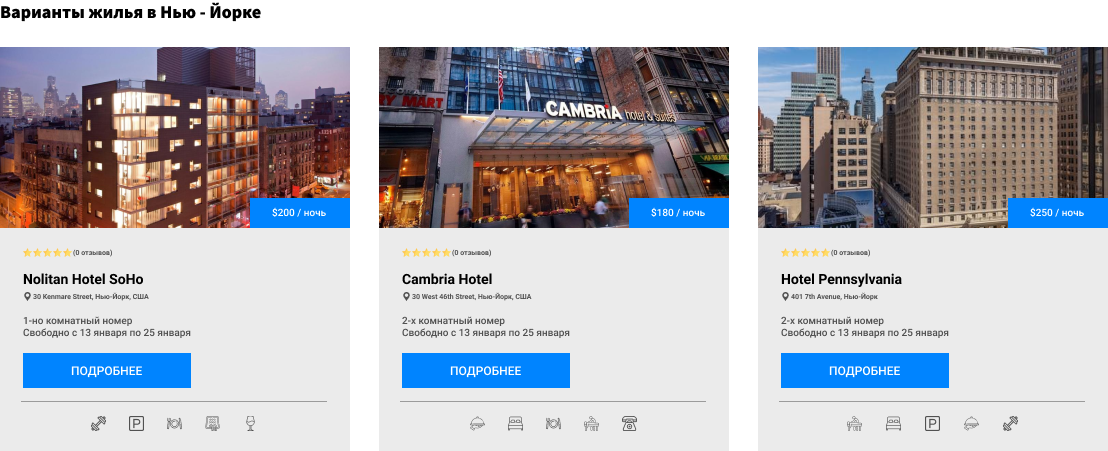 Варианты жилья в Нью - Йорке
RY MART
CAMBRIA hotel & suites
$200 / ночь
$180 / ночь
$250 / ночь
(0 отзывов)
Nolitan Hotel SoHo
30 Kenmare Street, Нью-Йорк, США
1-но комнатный номер
Свободно с 13 января по 25 января
ПОДРОБНЕЕ
P
(0 отзывов)
Cambria Hotel
30 West 46th Street, Нью-Йорк, США
2-х комнатный номер
Свободно с 13 января по 25 января
ПОДРОБНЕЕ
(0 отзывов)
Hotel Pennsylvania
401 7th Avenue, Нью-Йорк
2-х комнатный номер
Свободно с 13 января по 25 января
ПОДРОБНЕЕ
P